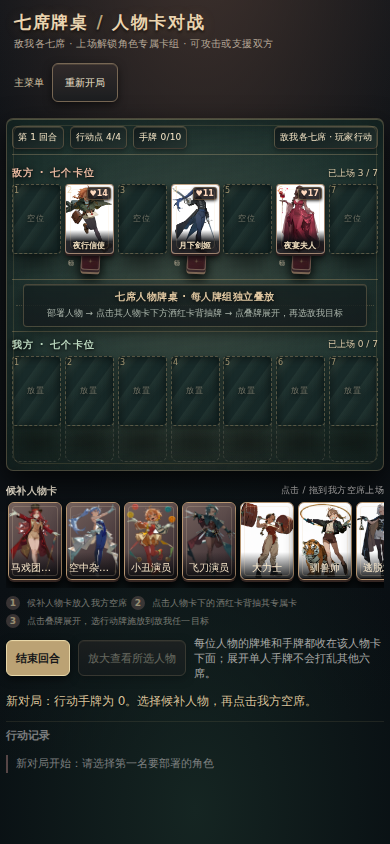 七席牌桌 / 人物卡对战
敌我各七席 · 上场解锁角色专属卡组 · 可攻击或支援双方
主菜单 重新开局
第 1 回合 行动点 4/4 手牌 0/10 敌我各七席 · 玩家行动
敌方 · 七个卡位 已上场 3 / 7
1 ♥14 3 ♥11 5 ♥17 7
空位 空位 空位 空位
夜行信使 月下剑姬 夜宴夫人
七席人物牌桌 · 每人牌组独立叠放
部署人物 → 点击其人物卡下方酒红卡背抽牌 → 点叠牌展开，再选敌我目标
我方 · 七个卡位 已上场 0 / 7
1 2 3 4 5 6 7
放置 放置 放置 放置 放置 放置 放置
候补人物卡 点击 / 拖到我方空席上场
马戏团… 空中杂… 小丑演员 飞刀演员 大力士 驯兽师 逃脱
1 候补人物卡放入我方空席 2 点击人物卡下的酒红卡背抽其专属卡
3 点击叠牌展开，选行动牌施放到敌我任一目标
结束回合 放大查看所选人物
每位人物的牌堆和手牌都收在该人物卡
下面；展开单人手牌不会打乱其他六
席。
新对局：行动手牌为 0。选择候补人物，再点击我方空席。
行动记录
新对局开始：请选择第一名要部署的角色